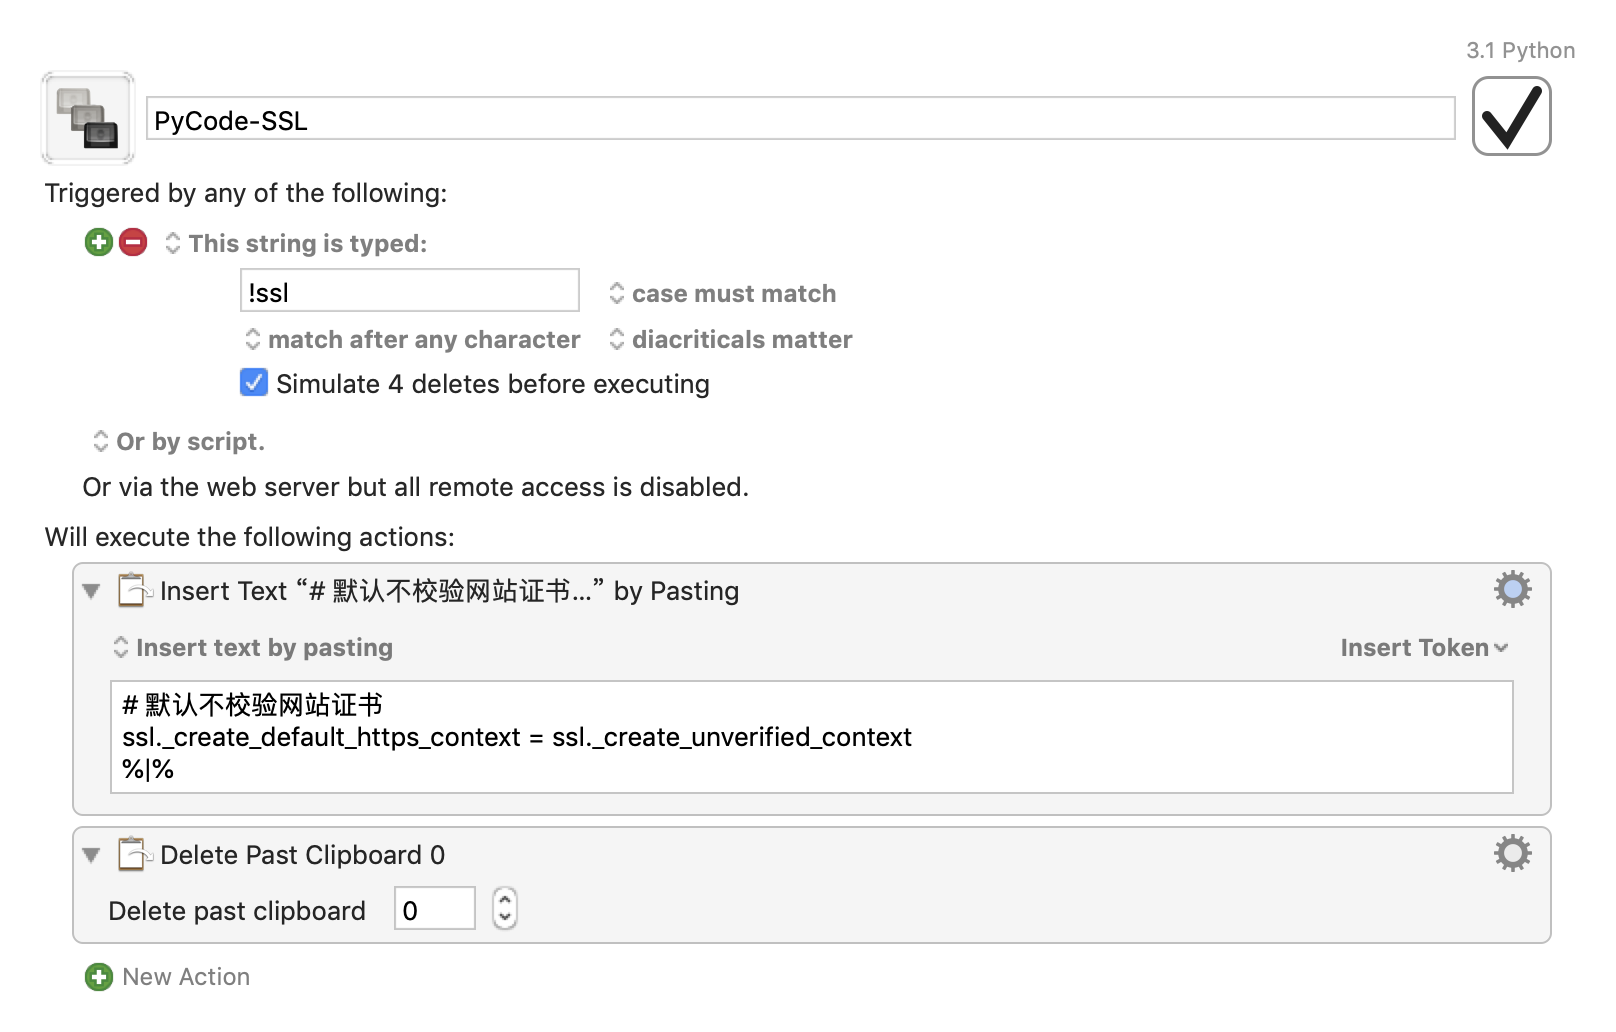 3.1 Python
PyCode-SSL
Triggered by any of the following:
This string is typed:
!ssl
case must match
match after any character
diacriticals matter
Simulate 4 deletes before executing
Or by script.
Or via the web server but all remote access is disabled.
Will execute the following actions:
Insert Text “# 默认不校验网站证书...” by Pasting
Insert text by pasting
Insert Token
# 默认不校验网站证书
ssl._create_default_https_context = ssl._create_unverified_context
%|%
Delete Past Clipboard 0
Delete past clipboard 0
New Action